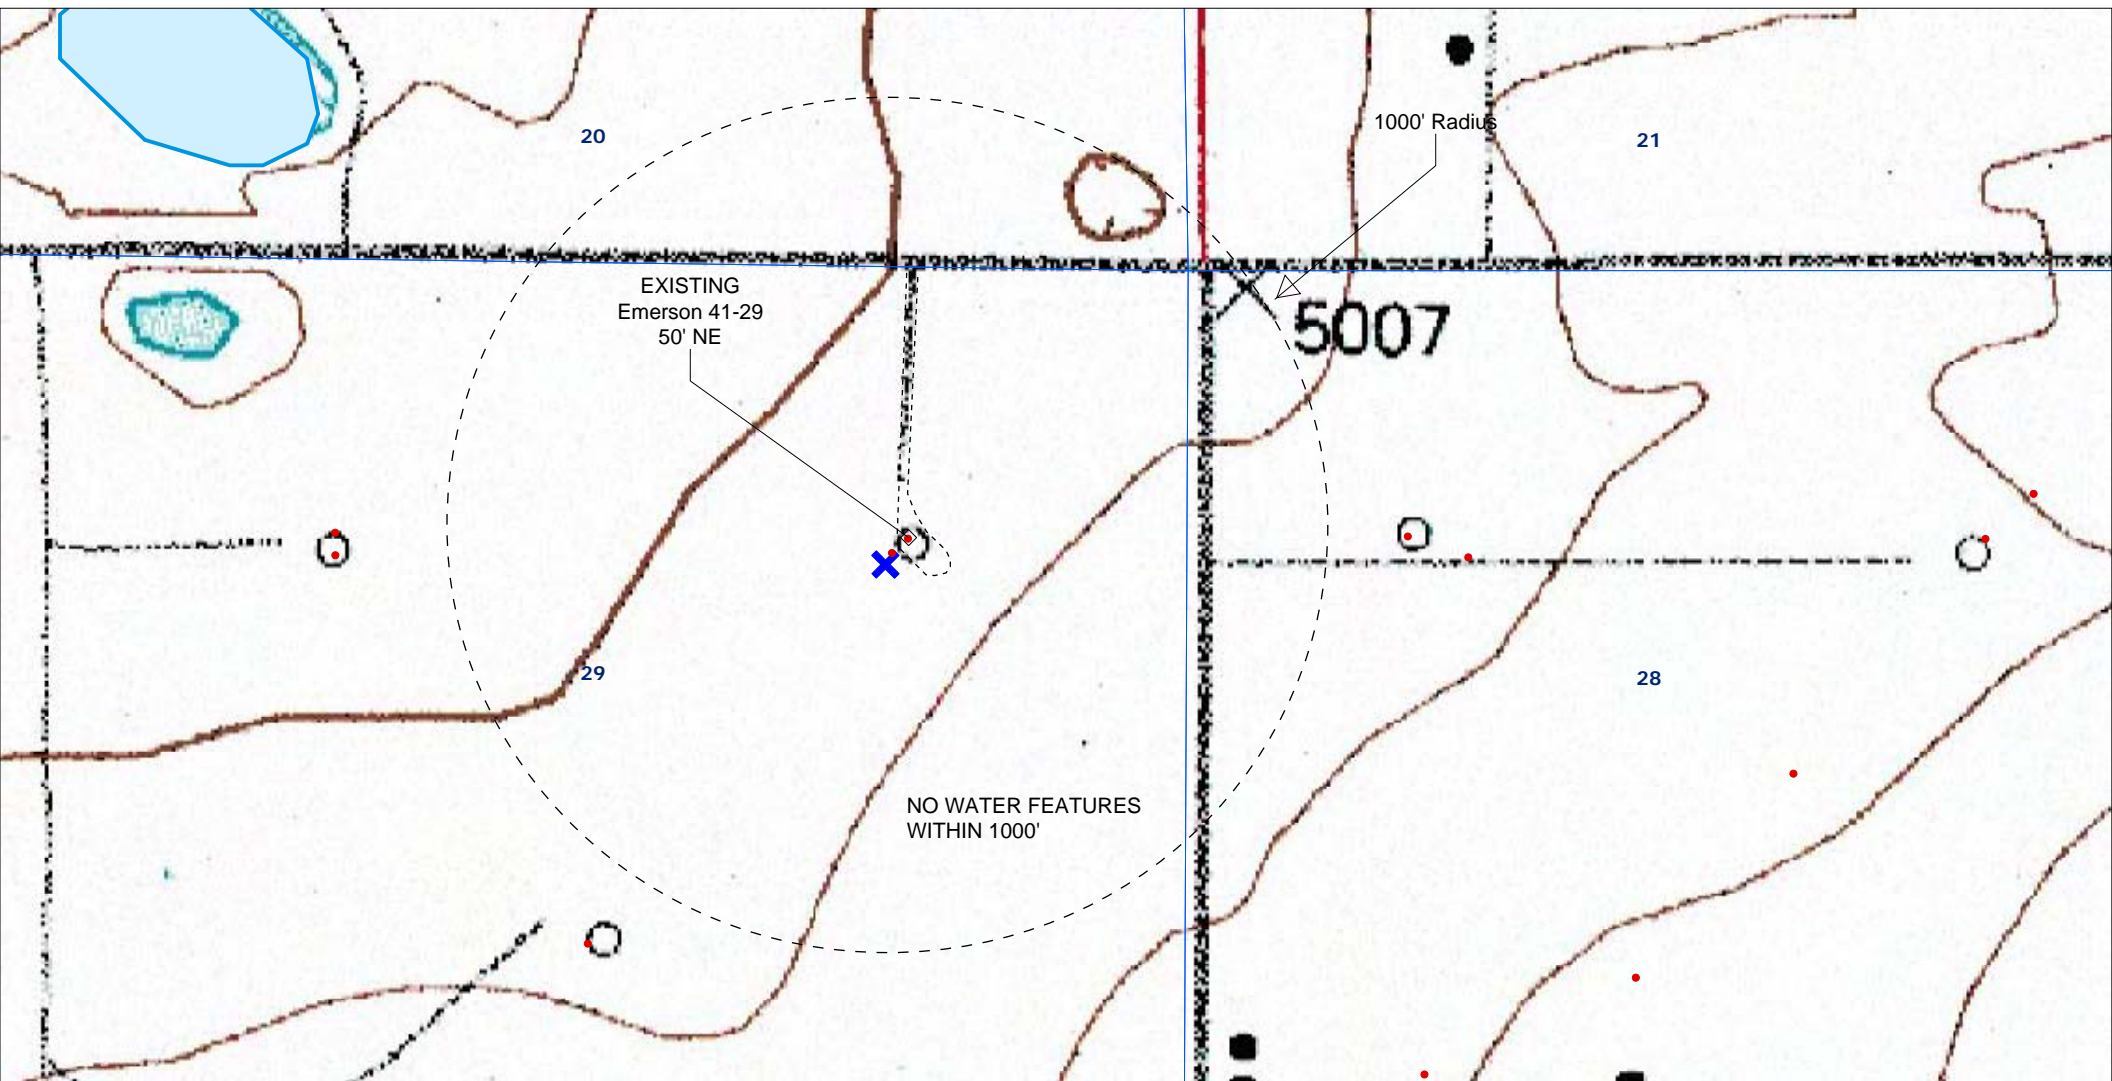 20
1000' Radius
21
EXISTING
Emerson 41-29
50' NE
5007
29
28
NO WATER FEATURES
WITHIN 1000'